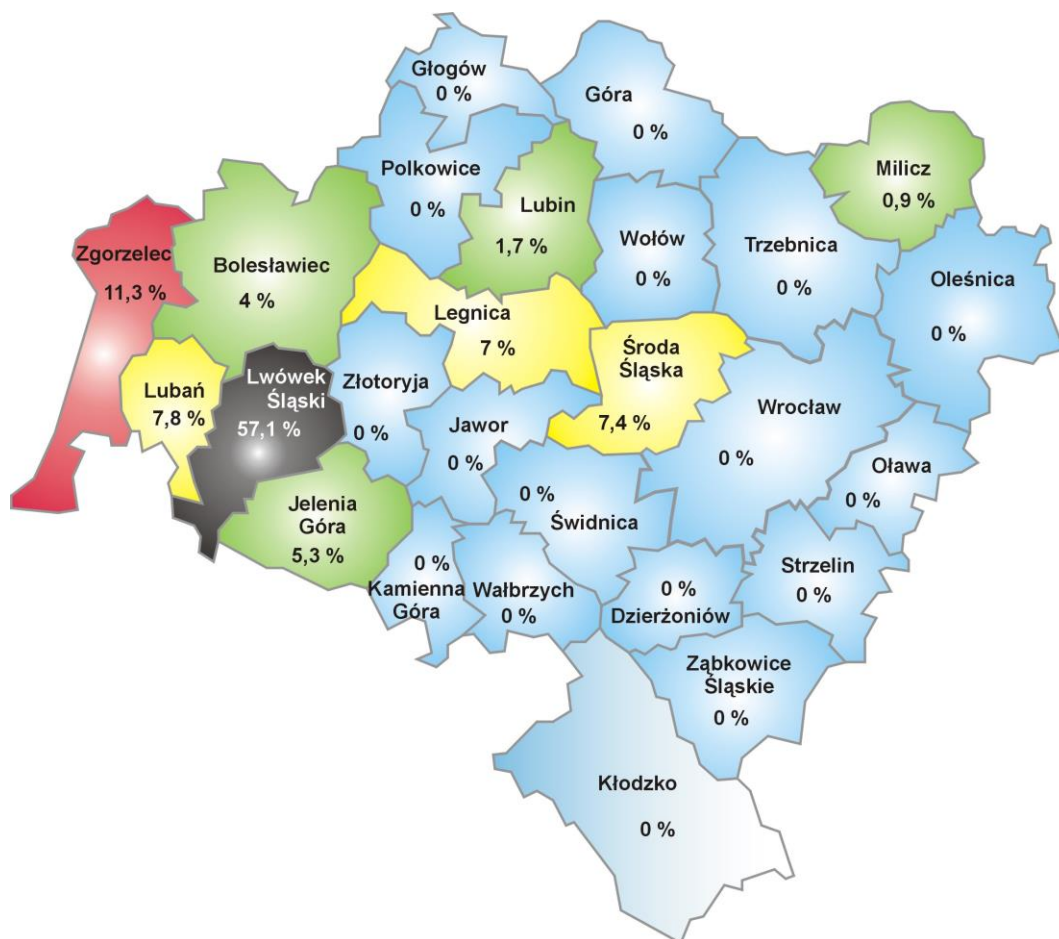 Głogów
0 %
Góra
0 %
Polkowice
0 %
Lubin
1,7 %
Milicz
0,9 %
Wołów
0 %
Trzebnica
0 %
Oleśnica
0 %
Zgorzelec
11,3 %
Bolesławiec
4 %
Legnica
7 %
Środa
Śląska
7,4 %
Lubań
7,8 %
Lwówek
Śląski
57,1 %
Złotoryja
0 %
Jawor
0 %
Wrocław
0 %
Oława
0 %
Jelenia
Góra
5,3 %
0 %
Świdnica
Strzelin
0 %
0 %
Kamienna
Góra
Wałbrzych
0 %
0 %
Dzierżoniów
Ząbkowice
Śląskie
0 %
Kłodzko
0 %